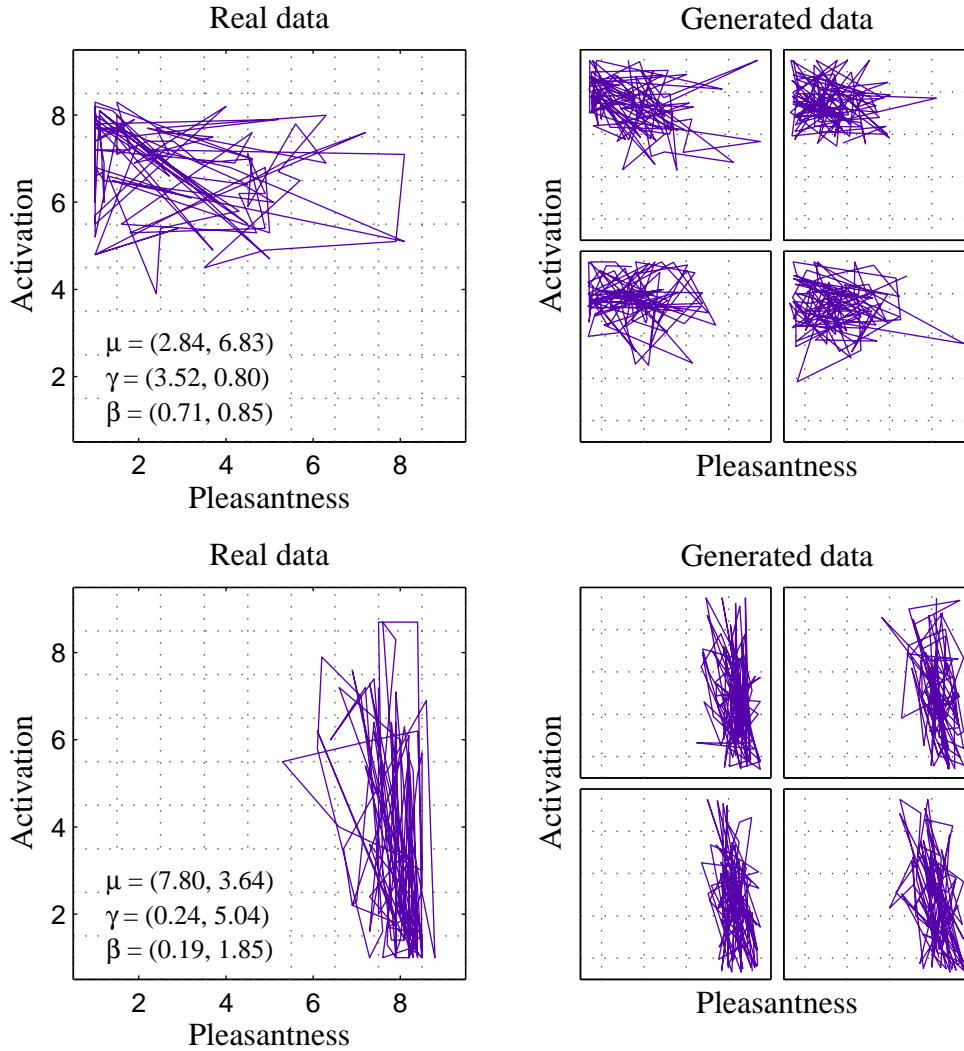 Real data
Generated data
Activation
8
6
4
2
μ = (2.84, 6.83)
γ = (3.52, 0.80)
β = (0.71, 0.85)
2 4 6 8
Pleasantness
Activation
Pleasantness
Real data
Generated data
Activation
8
6
4
2
μ = (7.80, 3.64)
γ = (0.24, 5.04)
β = (0.19, 1.85)
2 4 6 8
Pleasantness
Activation
Pleasantness